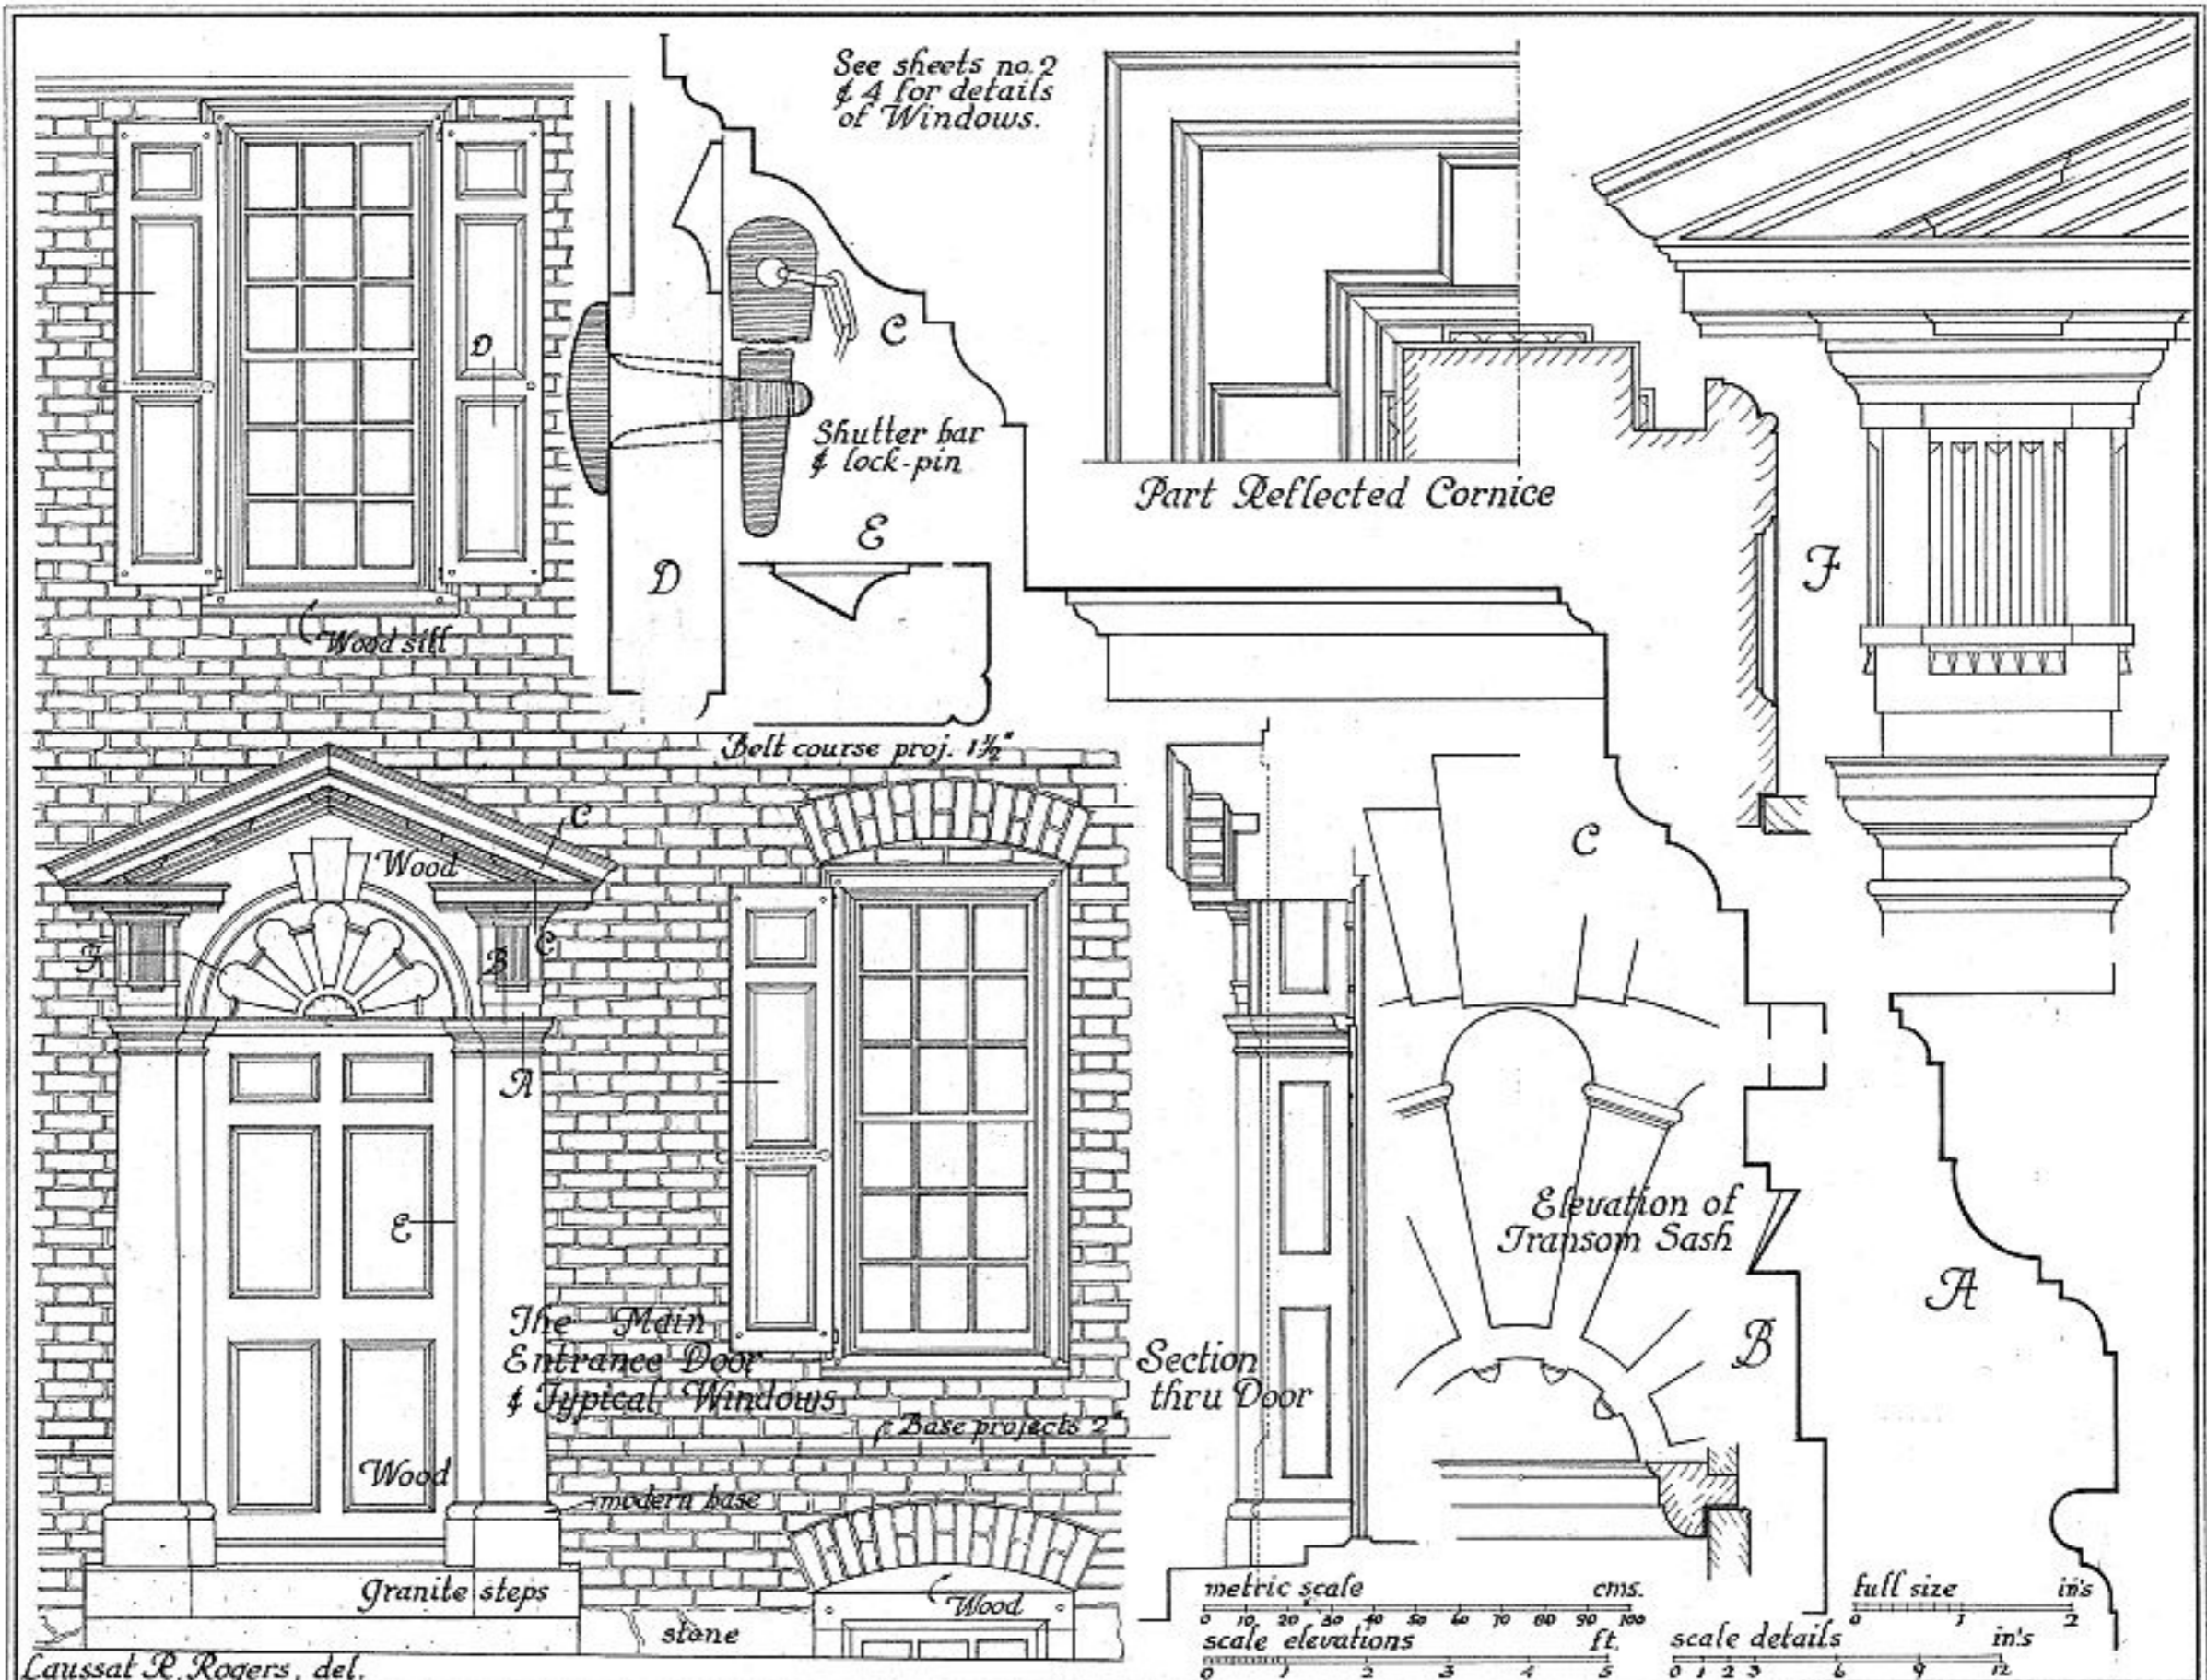 See sheets no. 2
& 4 for details
of Windows.
D
C
Shutter bar
& lock-pin
E
D
Part Reflected Cornice
F
Wood sill
Belt course proj. 1½"
C
Wood
C
F
B
C
A
E
Elevation of
Transom Sash
A
B
The Main
Entrance Door
& Typical Windows
Section
thru Door
Base projects 2"
Wood
modern base
Granite steps
Wood
stone
metric scale cms.
0 10 20 30 40 50 60 70 80 90 100
scale elevations ft.
0 1 2 3 4 5
full size in's
0 1 2
scale details in's
0 1 2 3 6 9 12
Laussat R. Rogers, del.